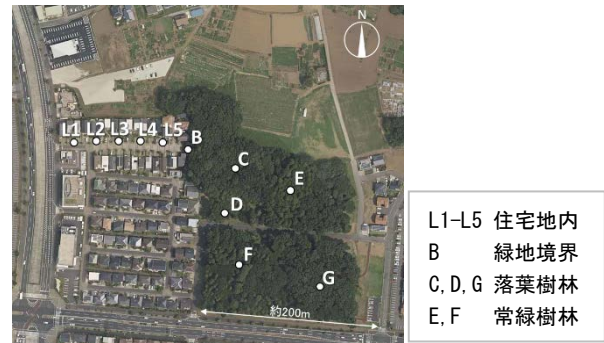 N
L1 L2 L3 L4 L5
B
C
E
D
F
G
約200m
L1-L5 住宅地内
B 緑地境界
C,D,G 落葉樹林
E,F 常緑樹林